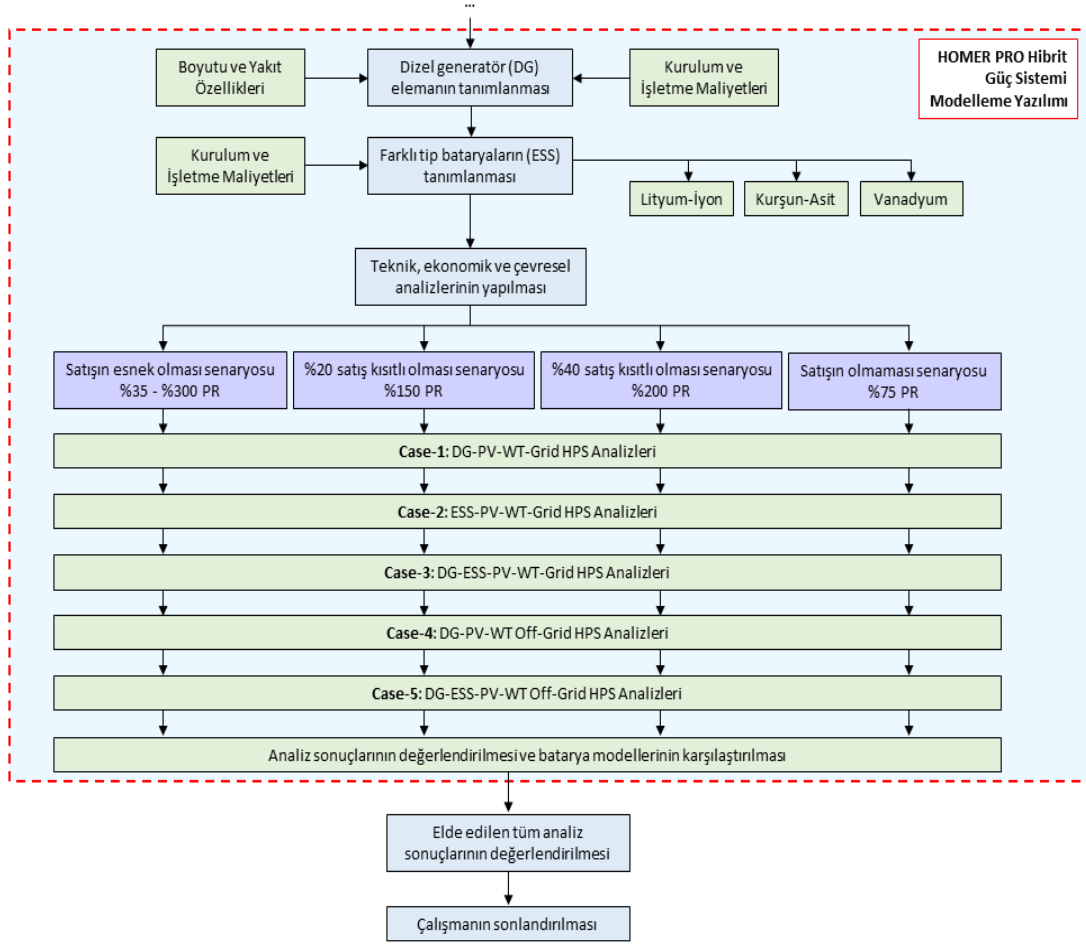 ...
HOMER PRO Hibrit
Güç Sistemi
Modelleme Yazılımı
Boyutu ve Yakıt
Özellikleri
Dizel generatör (DG)
elemanın tanımlanması
Kurulum ve
İşletme Maliyetleri
Kurulum ve
İşletme Maliyetleri
Farklı tip bataryaların (ESS)
tanımlanması
Lityum-İyon
Kurşun-Asit
Vanadyum
Teknik, ekonomik ve çevresel
analizlerinin yapılması
Satışın esnek olması senaryosu
%35 - %300 PR
%20 satış kısıtlı olması senaryosu
%150 PR
%40 satış kısıtlı olması senaryosu
%200 PR
Satışın olmaması senaryosu
%75 PR
Case-1: DG-PV-WT-Grid HPS Analizleri
Case-2: ESS-PV-WT-Grid HPS Analizleri
Case-3: DG-ESS-PV-WT-Grid HPS Analizleri
Case-4: DG-PV-WT Off-Grid HPS Analizleri
Case-5: DG-ESS-PV-WT Off-Grid HPS Analizleri
Analiz sonuçlarının değerlendirilmesi ve batarya modellerinin karşılaştırılması
Elde edilen tüm analiz
sonuçlarının değerlendirilmesi
Çalışmanın sonlandırılması